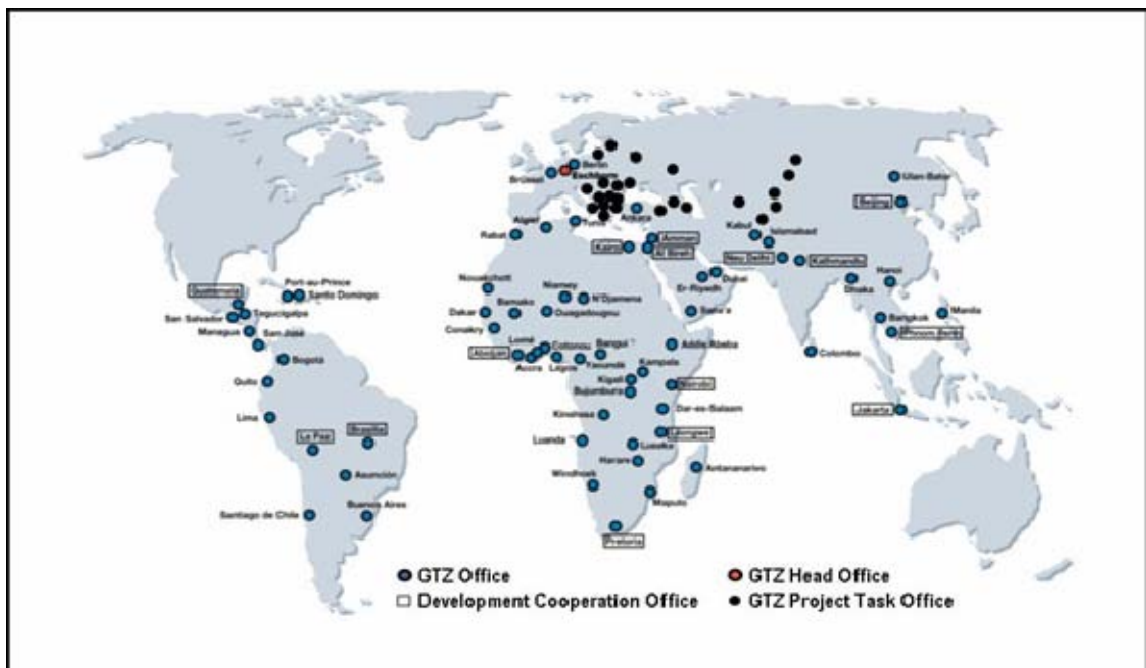 Berlin
Eschborn
Brüssel
Ulan-Bator
Beijing
Algier
Tunis
Ankara
Rabat
Kabul
Islamabad
Amman
Kairo
Al Bireh
Neu Delhi
Kathmandu
Nouakchott
Niamey
Er-Riyadh
Dubai
Dhaka
Hanoi
Port-au-Prince
Guatemala
Santo Domingo
Dakar
Bamako
N'Djamena
Ouagadougou
Sana'a
Manila
San Salvador
Tegucigalpa
Bangkok
Phnom Penh
Managua
San José
Conakry
Lomé
Cotonou
Bangui
Addis Abeba
Abidjan
Accra
Lagos
Yaoundé
Kampala
Colombo
Bogotá
Quito
Kigali
Nairobi
Bujumbura
Lima
Kinshasa
Dar-es-Salaam
Jakarta
La Paz
Brasilia
Luanda
Lilongwe
Lusaka
Harare
Antananarivo
Asunción
Windhoek
Maputo
Santiago de Chile
Buenos Aires
Pretoria
GTZ Office
GTZ Head Office
Development Cooperation Office
GTZ Project Task Office